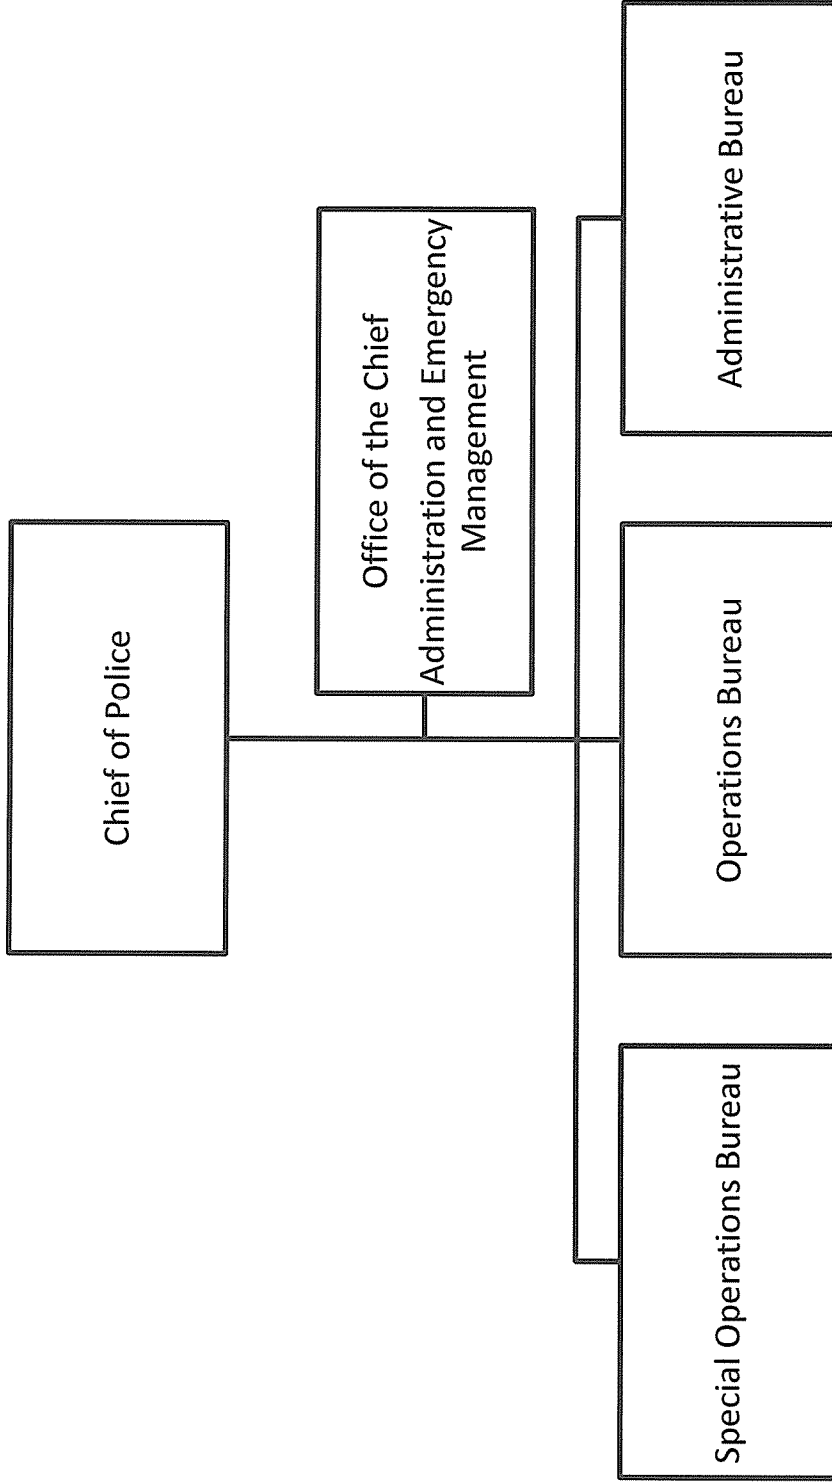 Chief of Police
Office of the Chief
Administration and Emergency
Management
Special Operations Bureau
Operations Bureau
Administrative Bureau